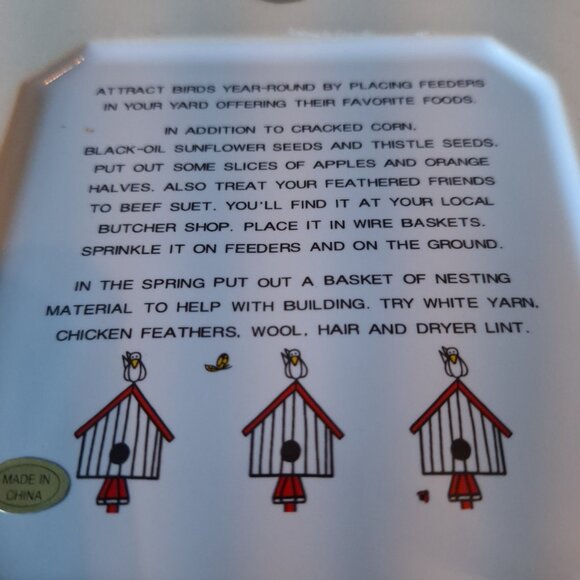 ATTRACT BIRDS YEAR-ROUND BY PLACING FEEDERS
IN YOUR YARD OFFERING THEIR FAVORITE FOODS.
IN ADDITION TO CRACKED CORN,
BLACK-OIL SUNFLOWER SEEDS AND THISTLE SEEDS.
PUT OUT SOME SLICES OF APPLES AND ORANGE
HALVES. ALSO TREAT YOUR FEATHERED FRIENDS
TO BEEF SUET. YOU'LL FIND IT AT YOUR LOCAL
BUTCHER SHOP. PLACE IT IN WIRE BASKETS.
SPRINKLE IT ON FEEDERS AND ON THE GROUND.
IN THE SPRING PUT OUT A BASKET OF NESTING
MATERIAL TO HELP WITH BUILDING. TRY WHITE YARN,
CHICKEN FEATHERS, WOOL, HAIR AND DRYER LINT.
MADE IN
CHINA